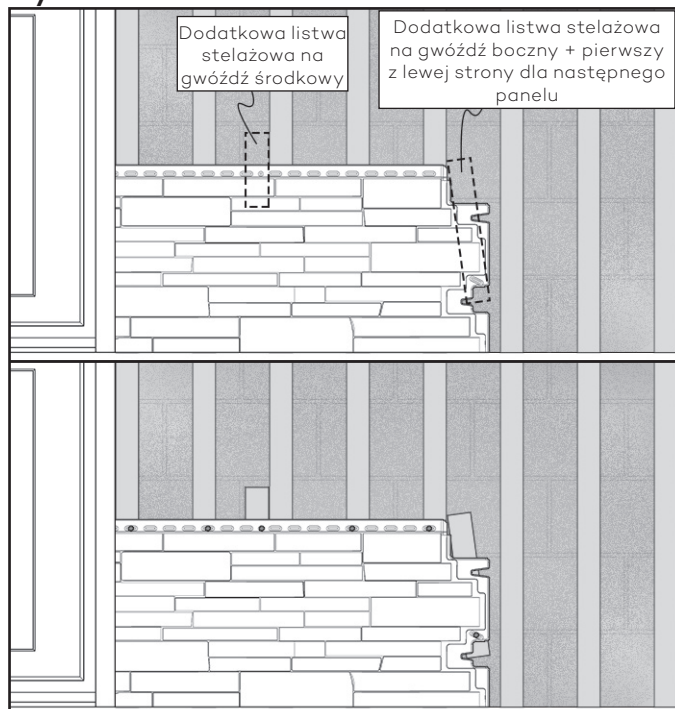 Dodatkowa listwa
stelażowa na
gwóźdź środkowy
Dodatkowa listwa stelażowa
na gwóźdź boczny + pierwszy
z lewej strony dla następnego
panelu